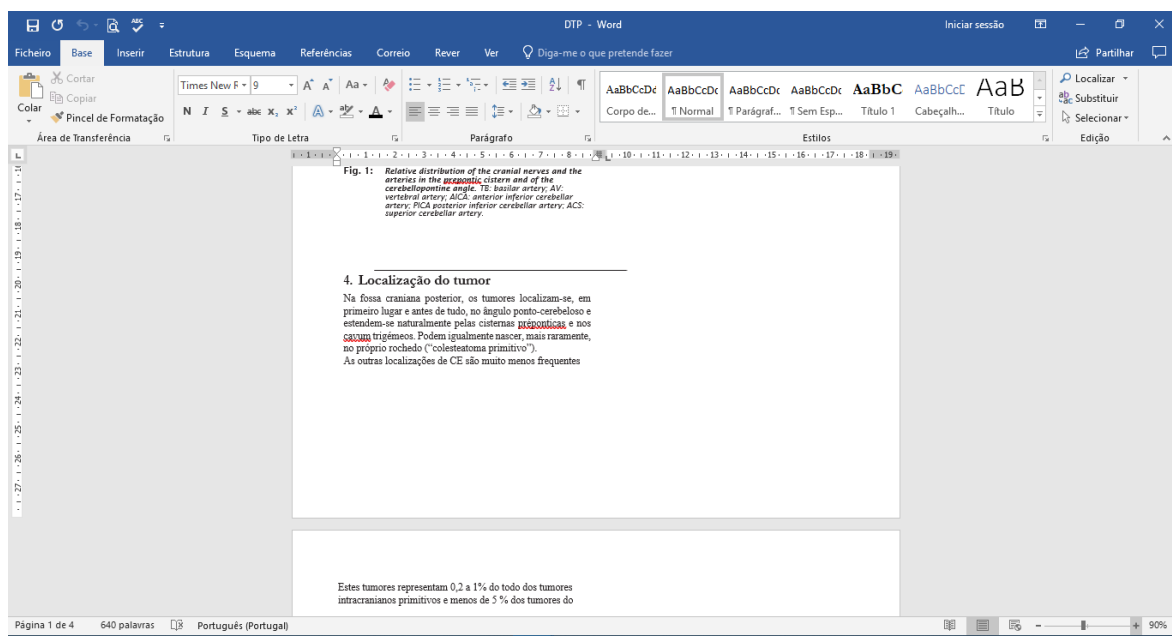 DTP - Word
Iniciar sessão
Ficheiro Base Inserir Estrutura Esquema Referências Correio Rever Ver Diga-me o que pretende fazer Partilhar
Colar
Cortar
Copiar
Pincel de Formatação
Área de Transferência
Times New F 9
Aa
N I S abc X₂ X²
Tipo de Letra
Parágrafo
AaBbCcDc AaBbCcDc AaBbCcDc AaBbCcDc AaBbC AaBbCcC AaB
Corpo de... ¶ Normal ¶ Parágraf... ¶ Sem Esp... Título 1 Cabeçalh... Título
Estilos
Localizar
Substituir
Selecionar
Edição
Fig. 1: Relative distribution of the cranial nerves and the
arteries in the prepontic cistern and of the
cerebellopontine angle. TB: basilar artery; AV:
vertebral artery; AICA: anterior inferior cerebellar
artery; PICA posterior inferior cerebellar artery; ACS:
superior cerebellar artery.
4. Localização do tumor
Na fossa craniana posterior, os tumores localizam-se, em
primeiro lugar e antes de tudo, no ângulo ponto-cerebeloso e
estendem-se naturalmente pelas cisternas préponticas e nos
cavum trigémeos. Podem igualmente nascer, mais raramente,
no próprio rochedo ("colesteatoma primitivo").
As outras localizações de CE são muito menos frequentes
Estes tumores representam 0,2 a 1% do todo dos tumores
intracranianos primitivos e menos de 5 % dos tumores do
Página 1 de 4 640 palavras Português (Portugal) 90%